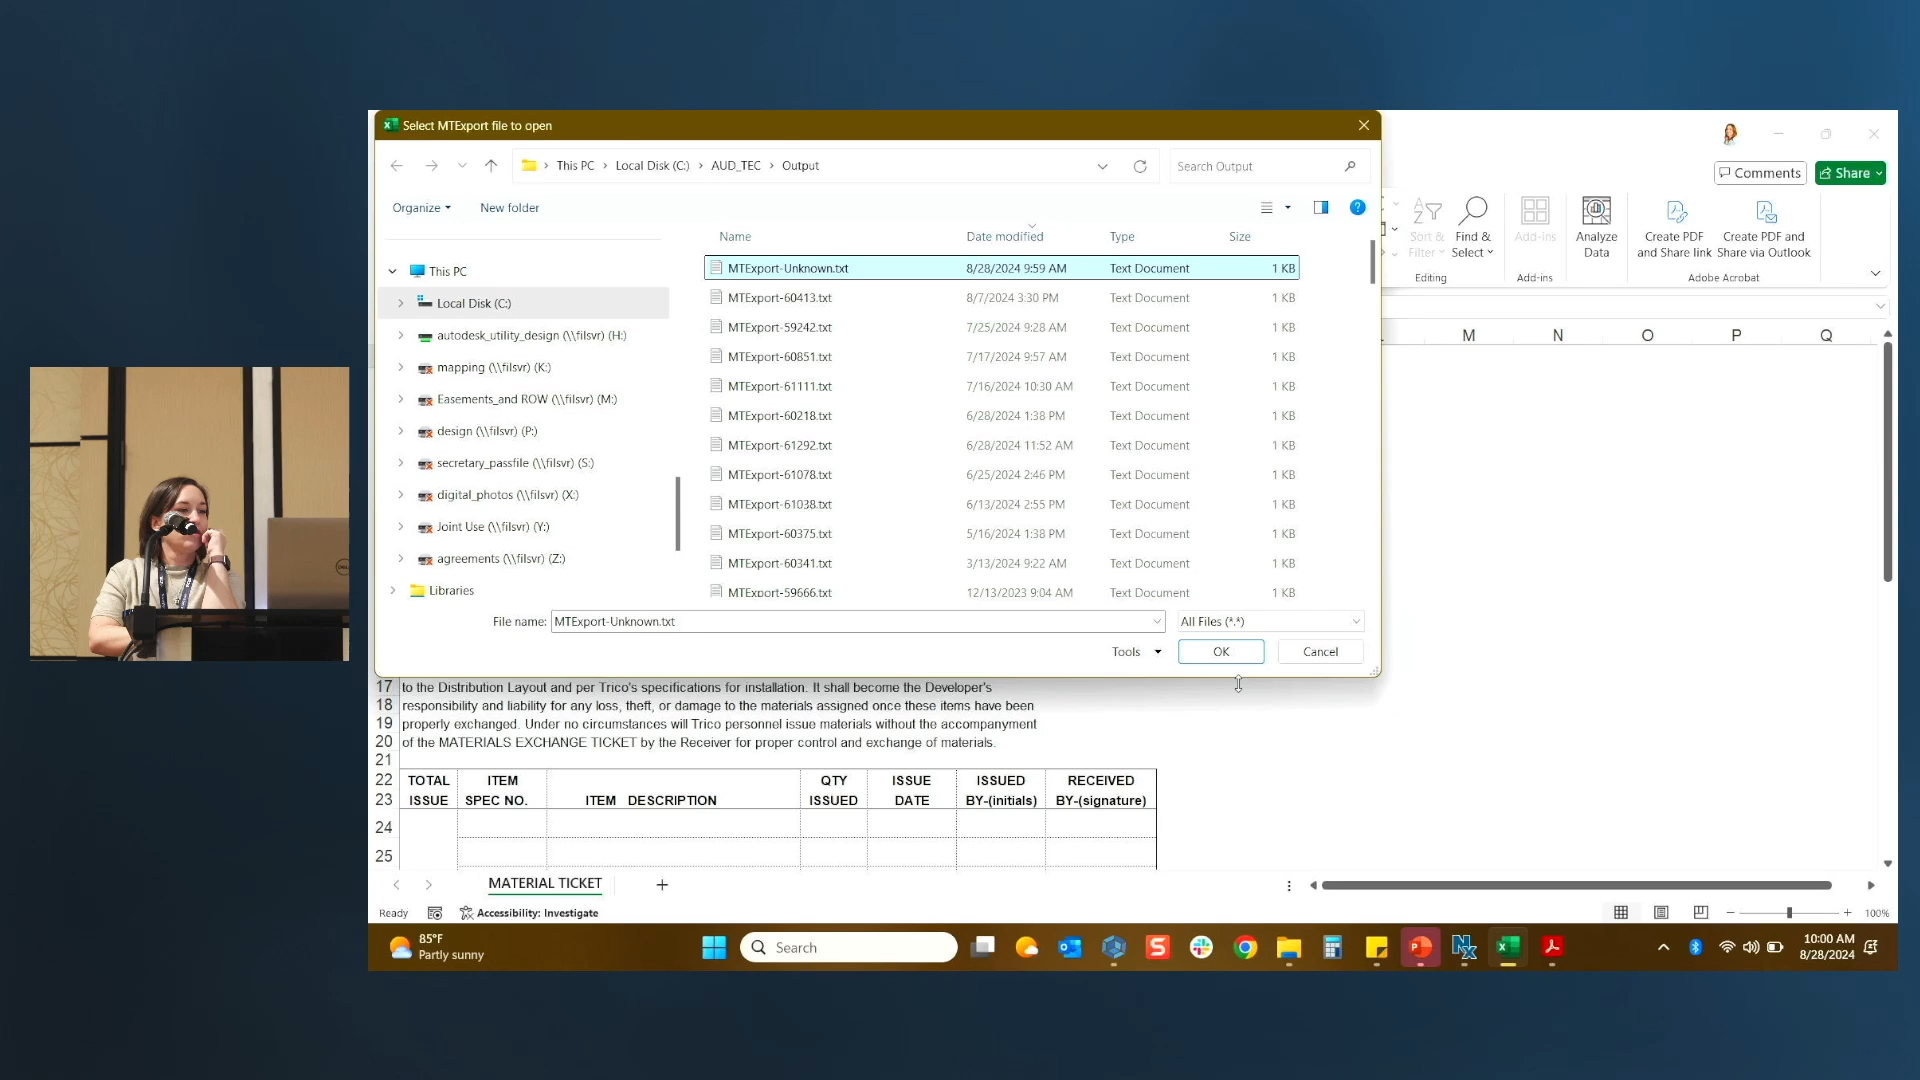 Select MTExport file to open
This PC
Local Disk (C:)
AUD_TEC
Output
Search Output
Organize
New folder
Name
Date modified
Type
Size
This PC
Local Disk (C:)
autodesk_utility_design (\\filsvr) (H:)
mapping (\\filsvr) (K:)
Easements_and ROW (\\filsvr) (M:)
design (\\filsvr) (P:)
secretary_passfile (\\filsvr) (S:)
digital_photos (\\filsvr) (X:)
Joint Use (\\filsvr) (Y:)
agreements (\\filsvr) (Z:)
Libraries
MTExport-Unknown.txt 8/28/2024 9:59 AM Text Document 1 KB
MTExport-60413.txt 8/7/2024 3:30 PM Text Document 1 KB
MTExport-59242.txt 7/25/2024 9:28 AM Text Document 1 KB
MTExport-60851.txt 7/17/2024 9:57 AM Text Document 1 KB
MTExport-61111.txt 7/16/2024 10:30 AM Text Document 1 KB
MTExport-60218.txt 6/28/2024 1:38 PM Text Document 1 KB
MTExport-61292.txt 6/28/2024 11:52 AM Text Document 1 KB
MTExport-61078.txt 6/25/2024 2:46 PM Text Document 1 KB
MTExport-61038.txt 6/13/2024 2:55 PM Text Document 1 KB
MTExport-60375.txt 5/16/2024 1:38 PM Text Document 1 KB
MTExport-60341.txt 3/13/2024 9:22 AM Text Document 1 KB
MTExport-59666.txt 12/13/2023 9:04 AM Text Document 1 KB
File name: MTExport-Unknown.txt
All Files (*.*)
Tools
OK
Cancel
Comments
Share
Sort &
Filter
Find &
Select
Add-ins
Analyze
Data
Create PDF
and Share link
Create PDF and
Share via Outlook
Editing
Add-ins
Adobe Acrobat
M N O P Q
17 to the Distribution Layout and per Trico's specifications for installation. It shall become the Developer's
18 responsibility and liability for any loss, theft, or damage to the materials assigned once these items have been
19 properly exchanged. Under no circumstances will Trico personnel issue materials without the accompanyment
20 of the MATERIALS EXCHANGE TICKET by the Receiver for proper control and exchange of materials.
21
22 TOTAL ITEM QTY ISSUE ISSUED RECEIVED
23 ISSUE SPEC NO. ITEM DESCRIPTION ISSUED DATE BY-(initials) BY-(signature)
24
25
MATERIAL TICKET
Ready
Accessibility: Investigate
100%
85°F
Partly sunny
Search
10:00 AM
8/28/2024